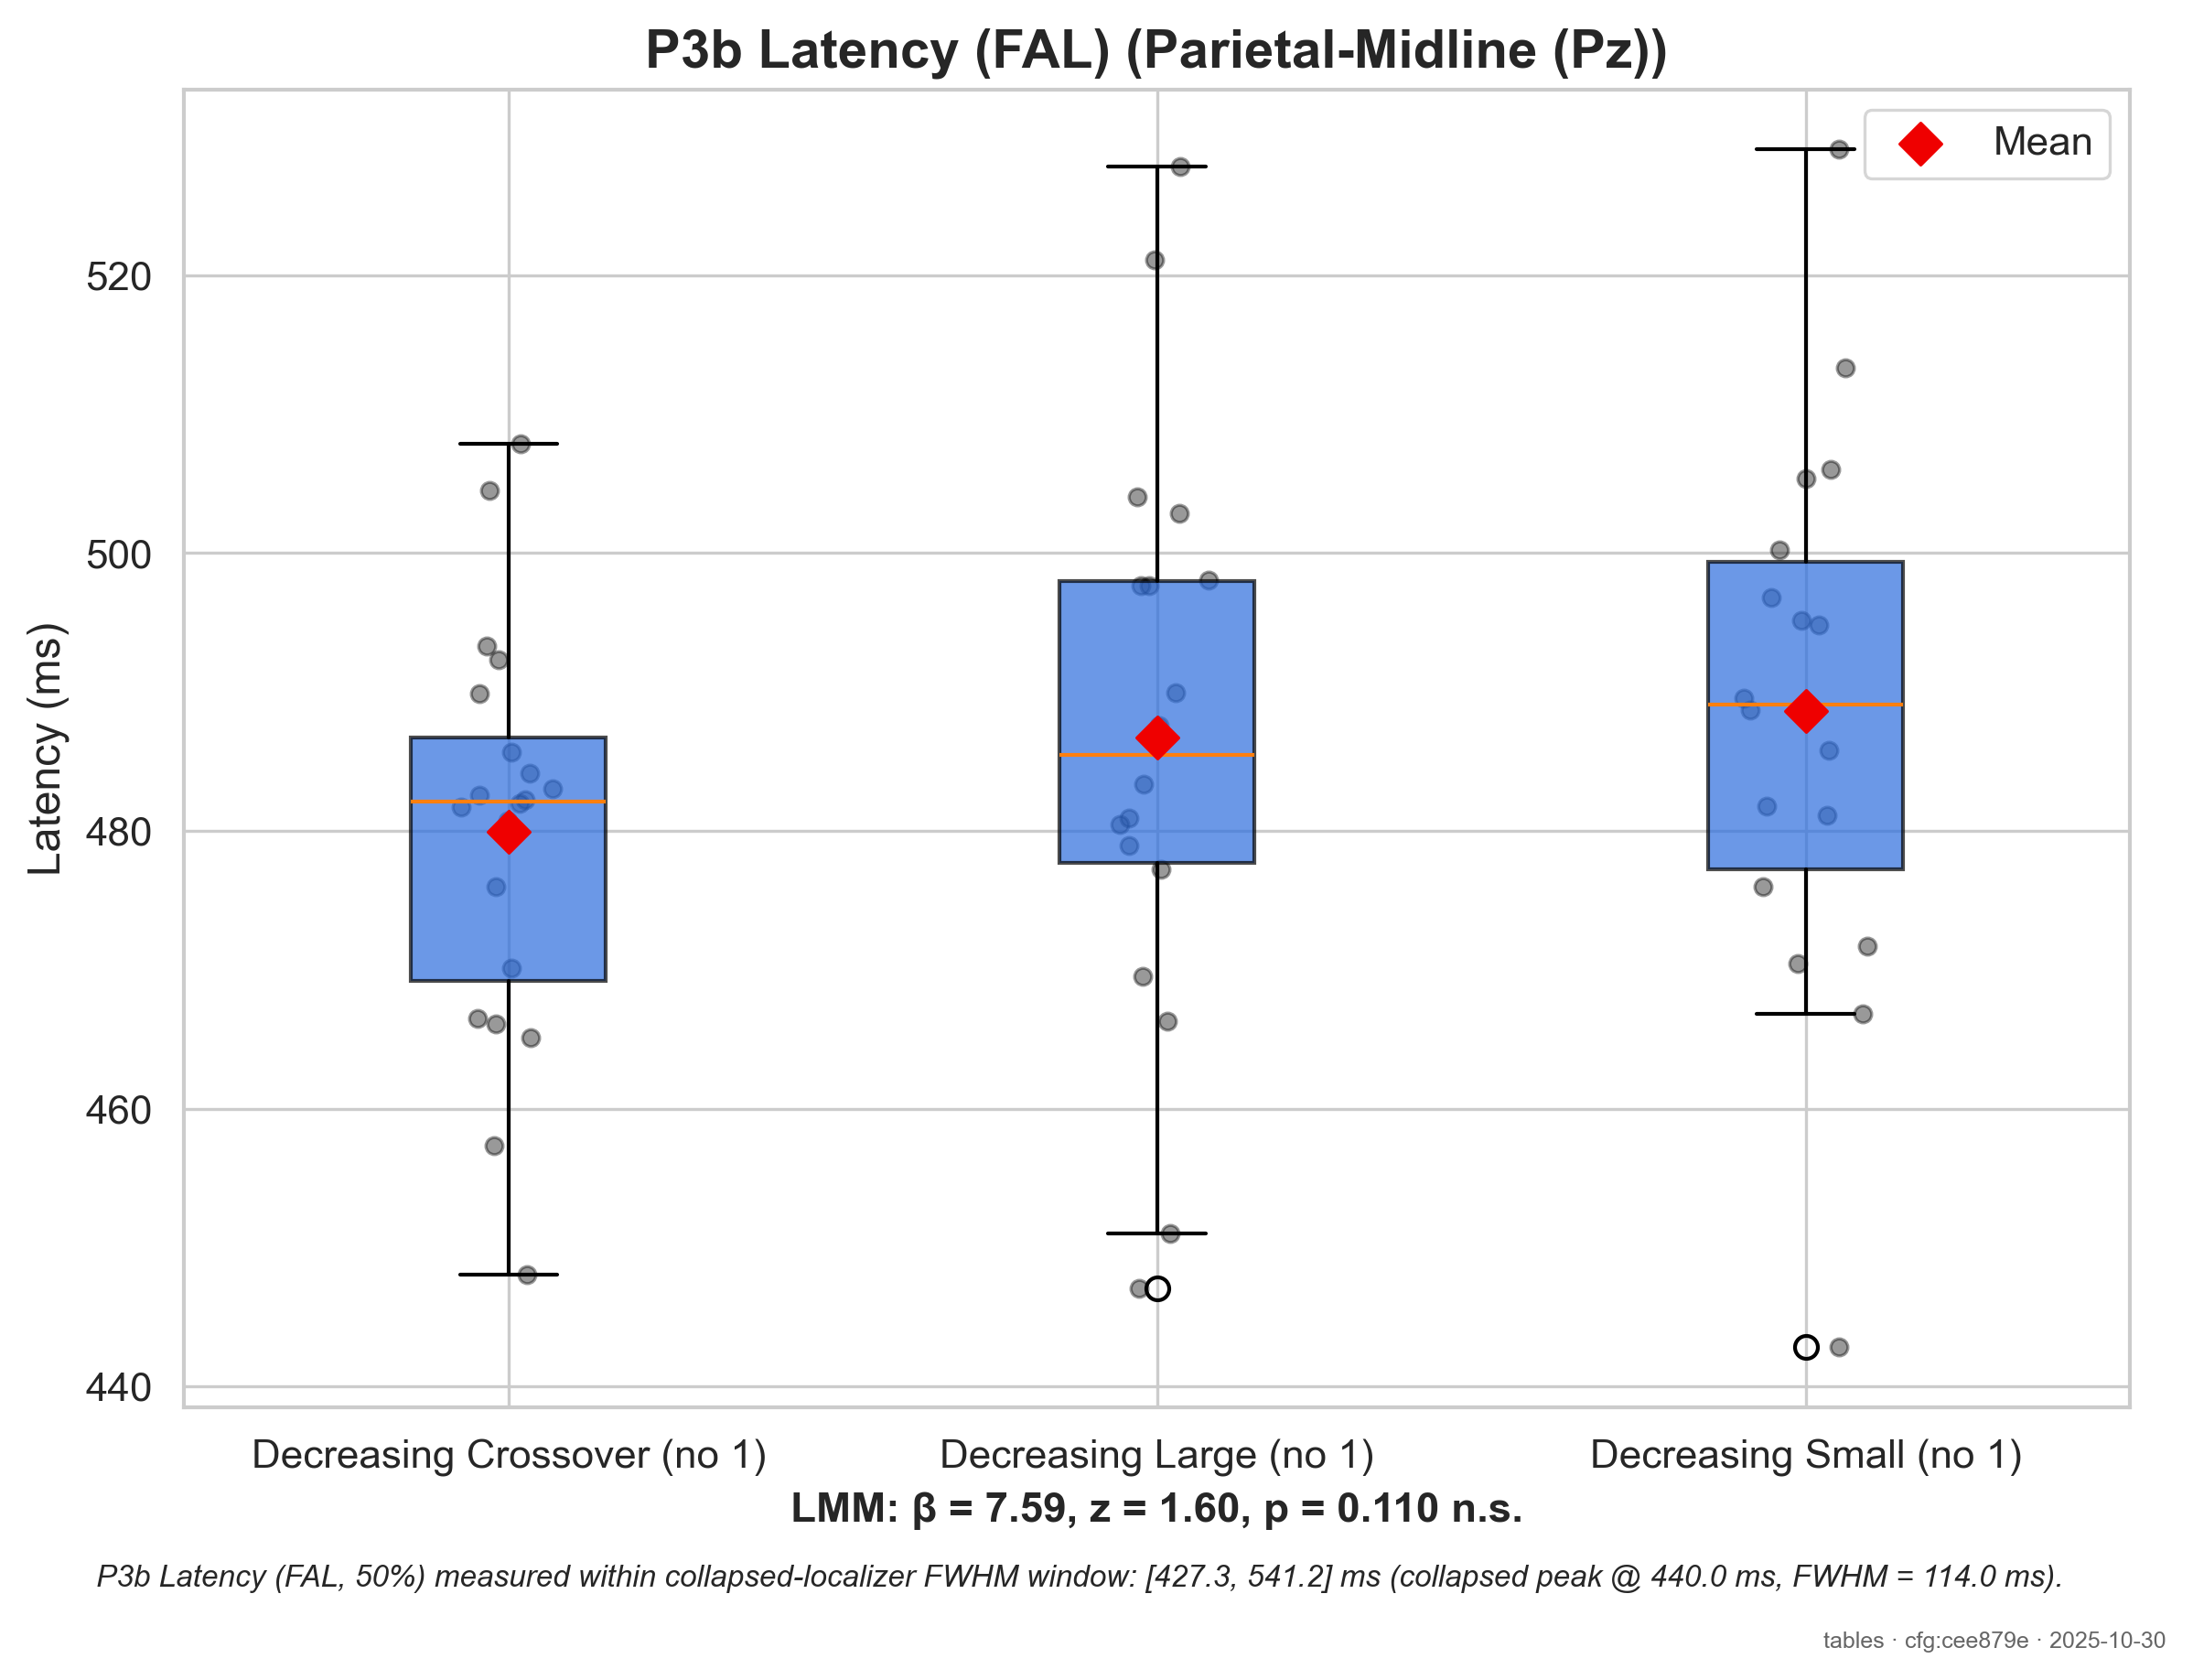 P3b Latency (FAL) (Parietal-Midline (Pz))
Mean
Latency (ms)
520
500
480
460
440
Decreasing Crossover (no 1)
Decreasing Large (no 1)
Decreasing Small (no 1)
LMM: β = 7.59, z = 1.60, p = 0.110 n.s.
P3b Latency (FAL, 50%) measured within collapsed-localizer FWHM window: [427.3, 541.2] ms (collapsed peak @ 440.0 ms, FWHM = 114.0 ms).
tables · cfg:cee879e · 2025-10-30